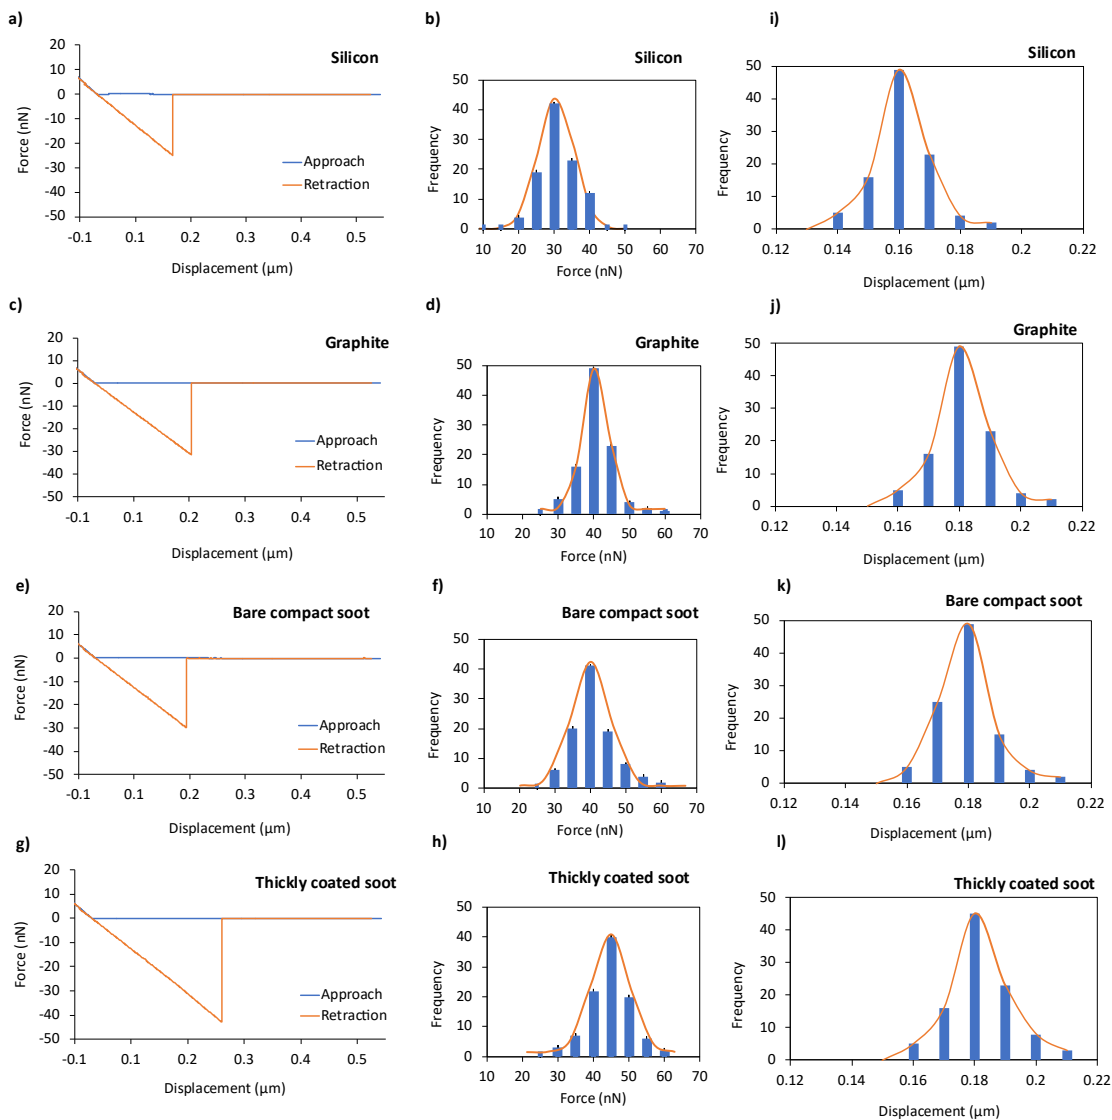 a)
Silicon
20
10
0
-10
-20
-30
-40
-50
Force (nN)
Approach
Retraction
-0.1 0.1 0.2 0.3 0.4 0.5
Displacement (µm)
b)
Silicon
50
40
30
20
10
0
Frequency
10 20 30 40 50 60 70
Force (nN)
i)
Silicon
50
40
30
20
10
0
Frequency
0.12 0.14 0.16 0.18 0.2 0.22
Displacement (µm)
c)
Graphite
20
10
0
-10
-20
-30
-40
-50
Force (nN)
Approach
Retraction
-0.1 0.1 0.2 0.3 0.4 0.5
Displacement (µm)
d)
Graphite
50
40
30
20
10
0
Frequency
10 20 30 40 50 60 70
Force (nN)
j)
Graphite
50
40
30
20
10
0
Frequency
0.12 0.14 0.16 0.18 0.2 0.22
Displacement (µm)
e)
Bare compact soot
20
10
0
-10
-20
-30
-40
-50
Force (nN)
Approach
Retraction
-0.1 0.1 0.2 0.3 0.4 0.5
Displacement (µm)
f)
Bare compact soot
50
40
30
20
10
0
Frequency
10 20 30 40 50 60 70
Force (nN)
k)
Bare compact soot
50
40
30
20
10
0
Frequency
0.12 0.14 0.16 0.18 0.2 0.22
Displacement (µm)
g)
Thickly coated soot
20
10
0
-10
-20
-30
-40
-50
Force (nN)
Approach
Retraction
-0.1 0.1 0.2 0.3 0.4 0.5
Displacement (µm)
h)
Thickly coated soot
50
40
30
20
10
0
Frequency
10 20 30 40 50 60 70
Force (nN)
l)
Thickly coated soot
50
40
30
20
10
0
Frequency
0.12 0.14 0.16 0.18 0.2 0.22
Displacement (µm)